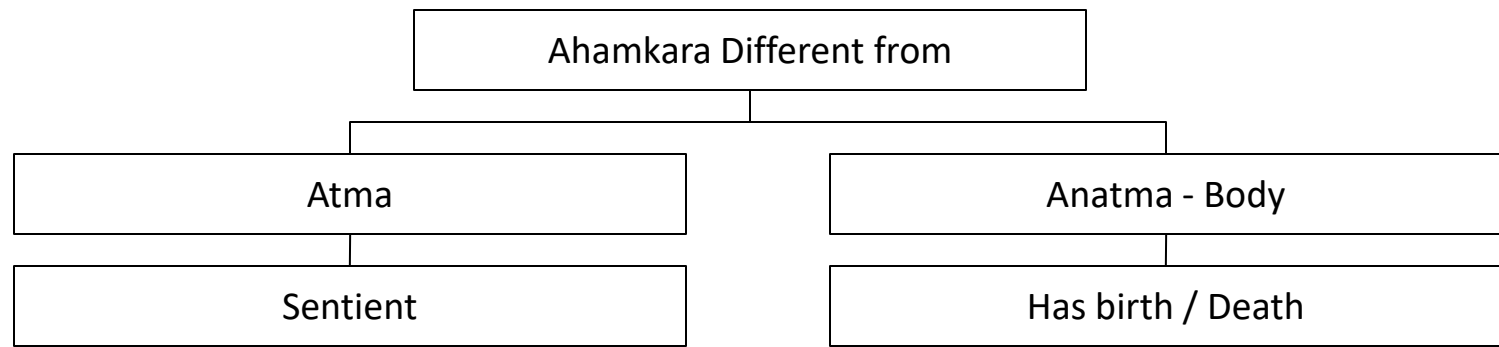 Ahamkara Different from
Atma
Anatma - Body
Sentient
Has birth / Death